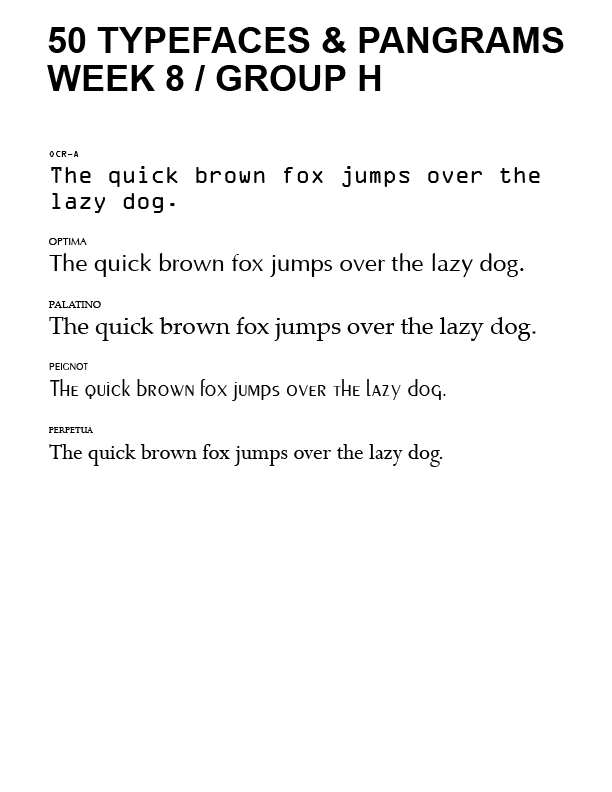 50 TYPEFACES & PANGRAMS
WEEK 8 / GROUP H
OCR-A
The quick brown fox jumps over the
lazy dog.
OPTIMA
The quick brown fox jumps over the lazy dog.
PALATINO
The quick brown fox jumps over the lazy dog.
PEIGNOT
The quick brown fox jumps over the lazy dog.
PERPETUA
The quick brown fox jumps over the lazy dog.